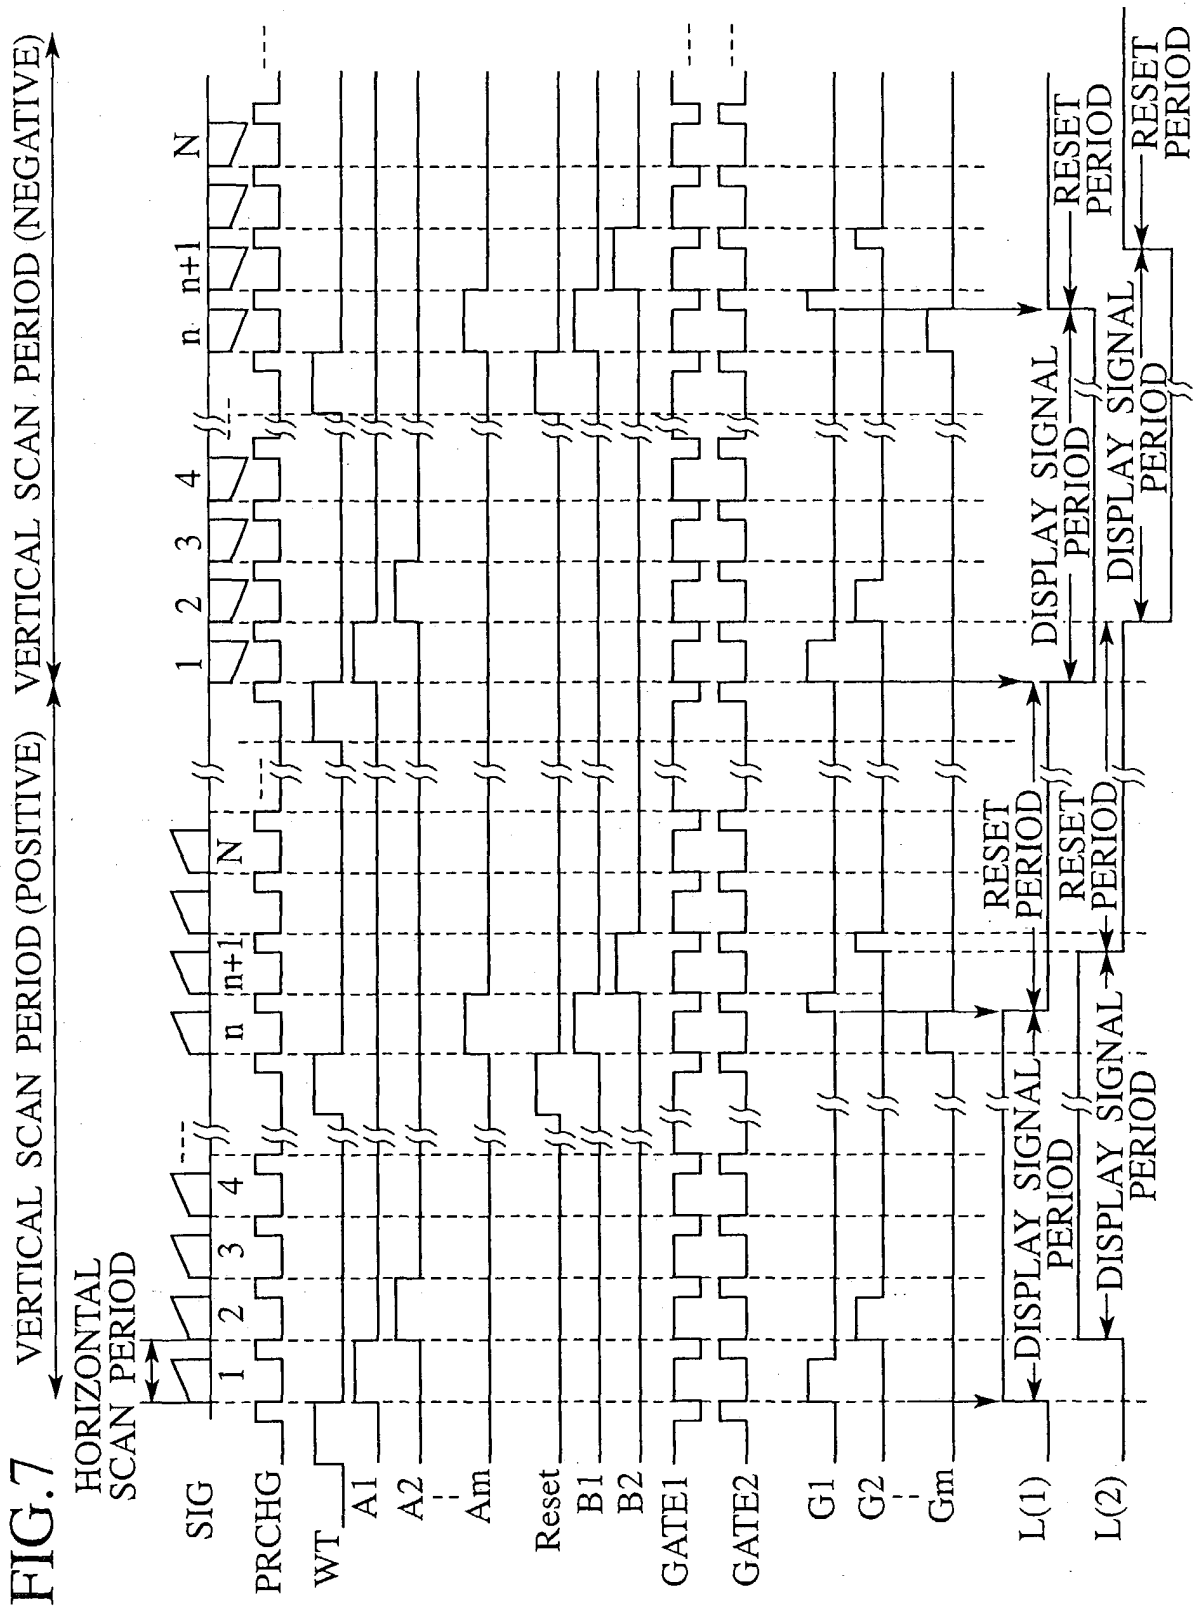 FIG.7
VERTICAL SCAN PERIOD (POSITIVE)
VERTICAL SCAN PERIOD (NEGATIVE)
HORIZONTAL
SCAN PERIOD
SIG
1 2 3 4 n n+1 N
1 2 3 4 n n+1 N
PRCHG
WT
A1
A2
Am
Reset
B1
B2
GATE1
GATE2
G1
G2
Gm
L(1)
DISPLAY SIGNAL
PERIOD
RESET
PERIOD
DISPLAY SIGNAL
PERIOD
RESET
PERIOD
L(2)
DISPLAY SIGNAL
PERIOD
RESET
PERIOD
DISPLAY SIGNAL
PERIOD
RESET
PERIOD